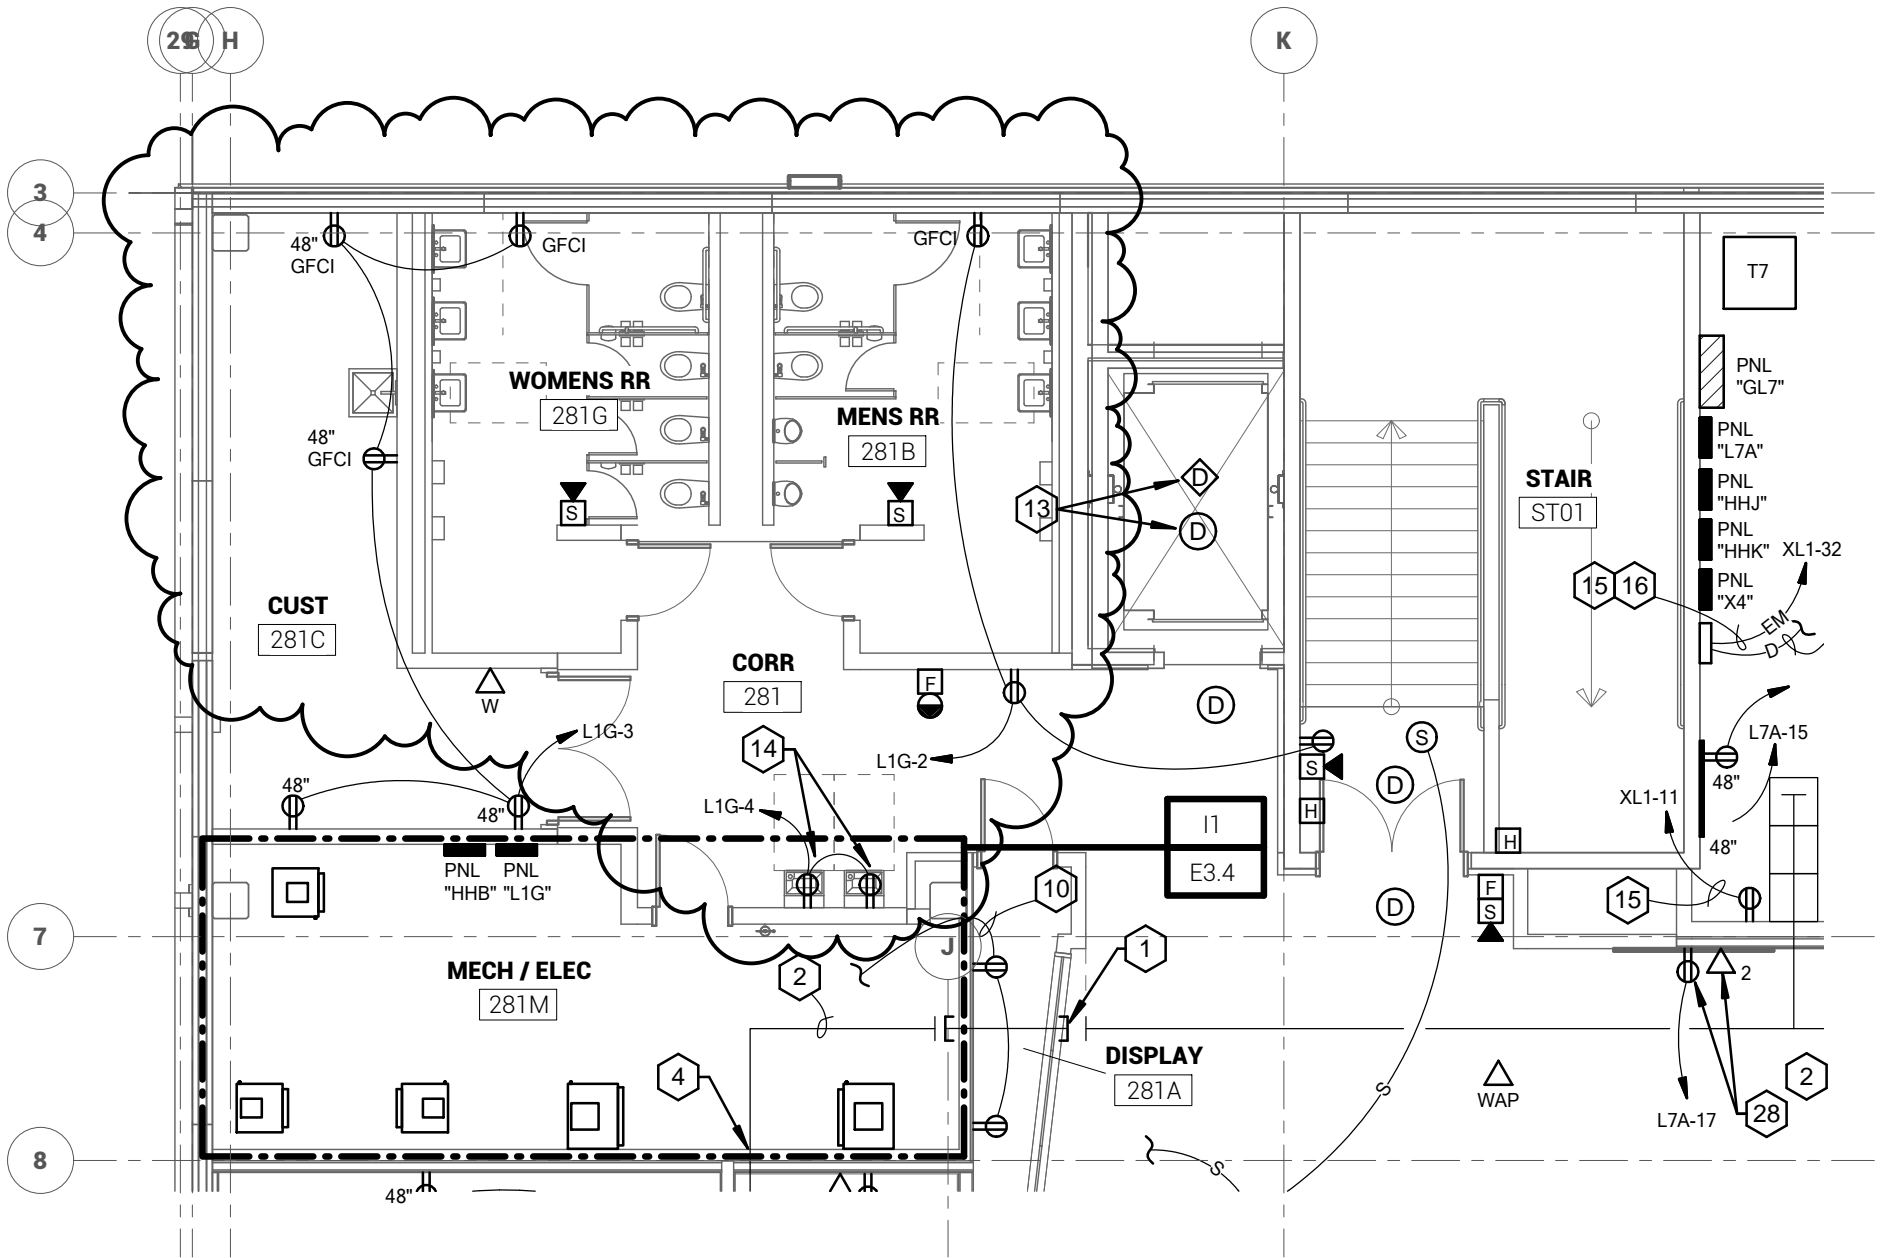 H
K
3
4
48"
GFCI
GFCI
GFCI
T7
PNL
"GL7"
WOMENS RR
281G
MENS RR
281B
PNL
"L7A"
48"
GFCI
D
STAIR
ST01
PNL
"HHJ"
13
S
S
D
PNL
"HHK"
XL1-32
15
16
PNL
"X4"
CUST
281C
EM
D
CORR
281
F
W
D
L1G-3
14
L1G-2
S
L7A-15
S
D
48"
48"
48"
L1G-4
XL1-11
H
I1
E3.4
H
48"
PNL
"HHB"
PNL
"L1G"
10
D
F
S
15
7
J
1
MECH / ELEC
281M
2
2
DISPLAY
281A
4
WAP
2
S
L7A-17
28
8
S
48"